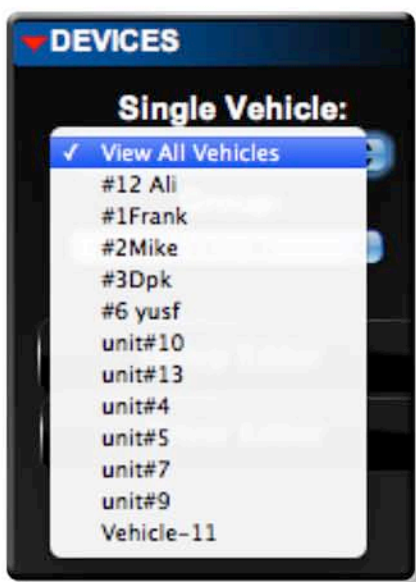 DEVICES
Single Vehicle:
✓ View All Vehicles
#12 Ali
#1Frank
#2Mike
#3Dpk
#6 yusf
unit#10
unit#13
unit#4
unit#5
unit#7
unit#9
Vehicle-11